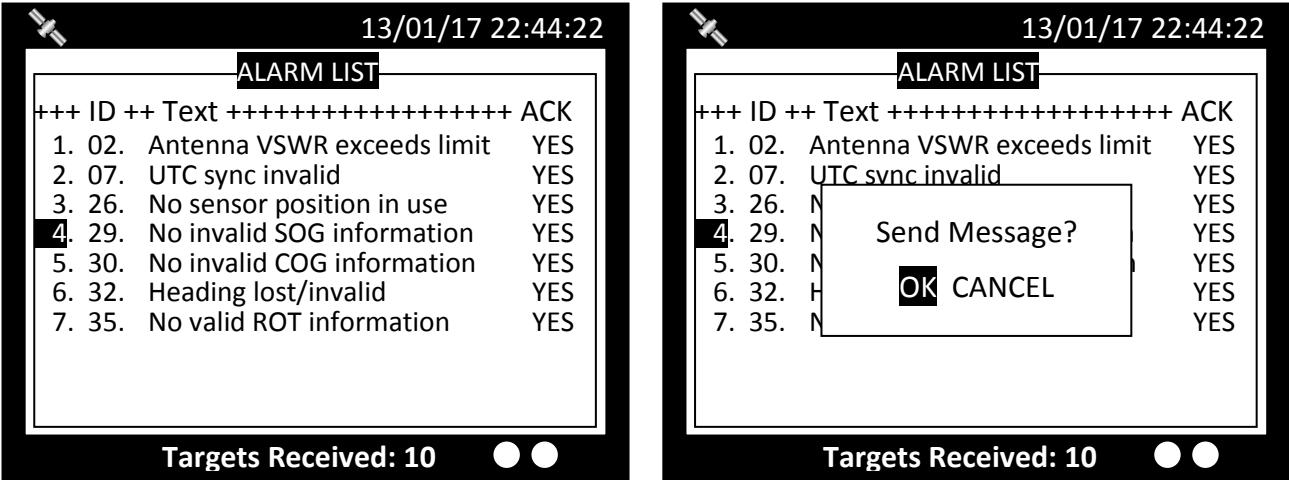 13/01/17 22:44:22
ALARM LIST
+++ ID ++ Text ++++++++++++++++++ ACK
1. 02. Antenna VSWR exceeds limit YES
2. 07. UTC sync invalid YES
3. 26. No sensor position in use YES
4. 29. No invalid SOG information YES
5. 30. No invalid COG information YES
6. 32. Heading lost/invalid YES
7. 35. No valid ROT information YES
Targets Received: 10
13/01/17 22:44:22
ALARM LIST
+++ ID ++ Text ++++++++++++++++++ ACK
1. 02. Antenna VSWR exceeds limit YES
2. 07. UTC sync invalid YES
3. 26. N YES
4. 29. N YES
5. 30. N YES
6. 32. H YES
7. 35. N YES
Send Message?
OK CANCEL
Targets Received: 10